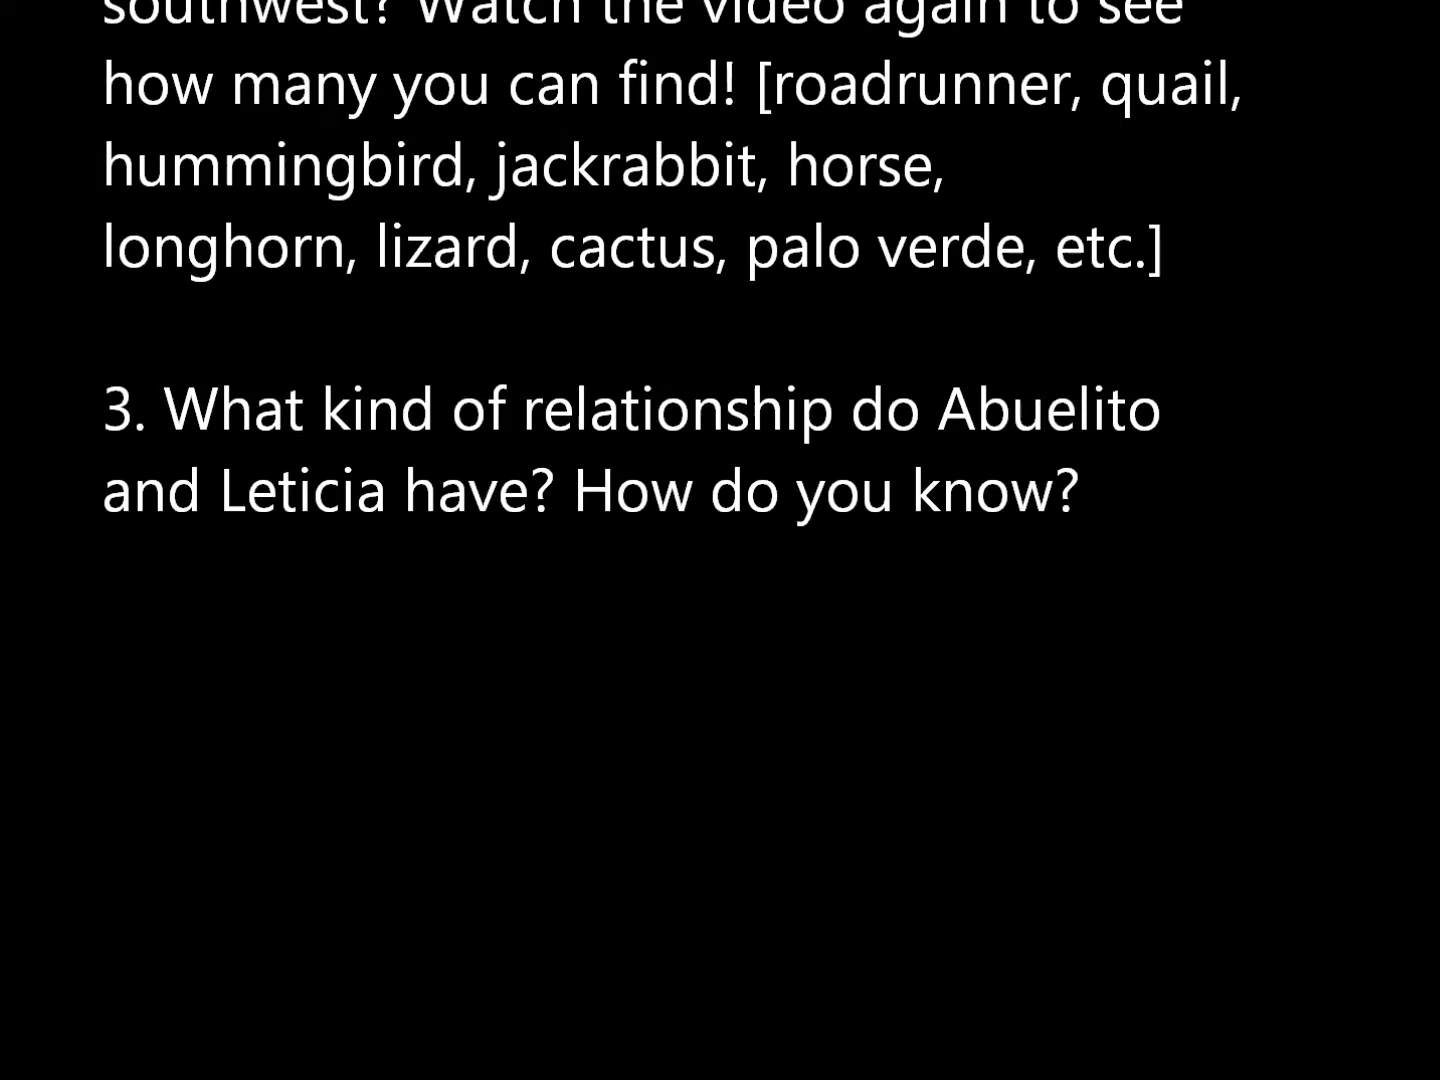 southwest? Watch the video again to see
how many you can find! [roadrunner, quail,
hummingbird, jackrabbit, horse,
longhorn, lizard, cactus, palo verde, etc.]
3. What kind of relationship do Abuelito
and Leticia have? How do you know?